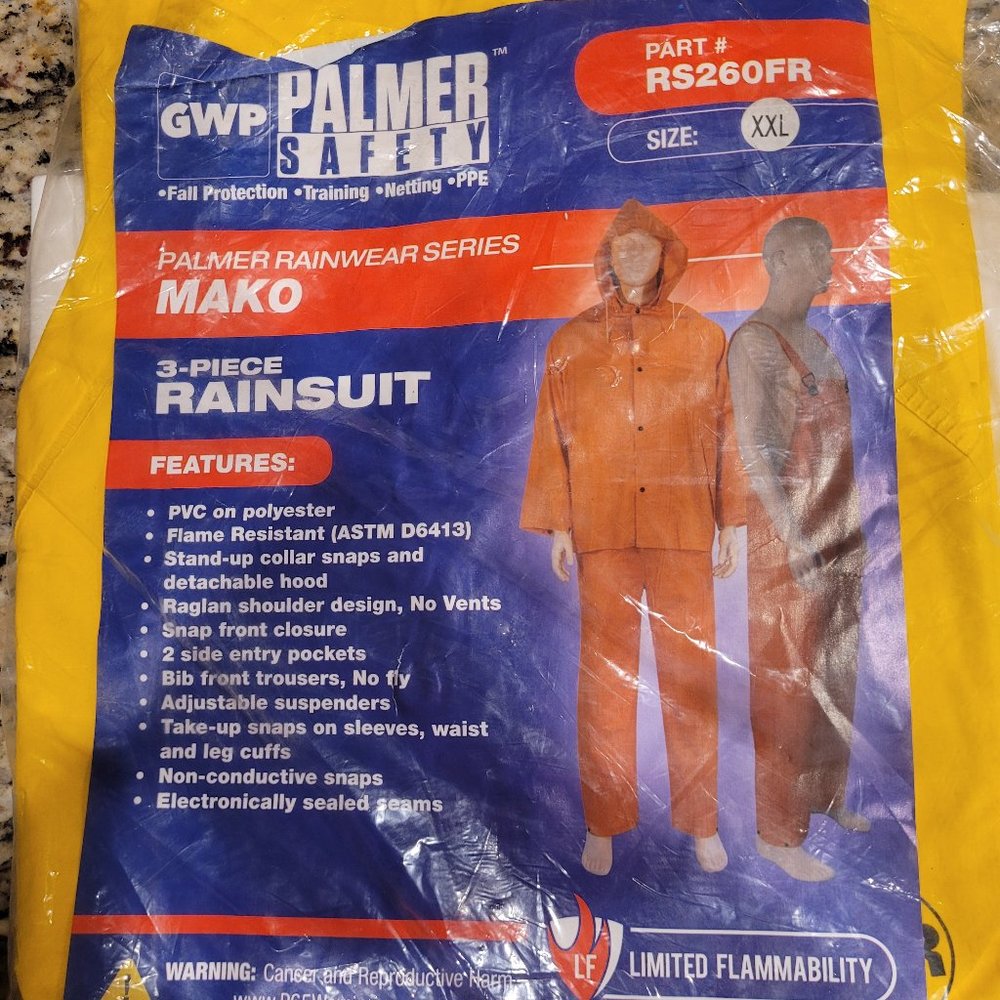 GWP PALMER SAFETY ™
•Fall Protection •Training •Netting •PPE
PART #
RS260FR
SIZE: XXL
PALMER RAINWEAR SERIES
MAKO
3-PIECE
RAINSUIT
FEATURES:
• PVC on polyester
• Flame Resistant (ASTM D6413)
• Stand-up collar snaps and
detachable hood
• Raglan shoulder design, No Vents
• Snap front closure
• 2 side entry pockets
• Bib front trousers, No fly
• Adjustable suspenders
• Take-up snaps on sleeves, waist
and leg cuffs
• Non-conductive snaps
• Electronically sealed seams
LF LIMITED FLAMMABILITY
WARNING: Cancer and Reproductive Harm